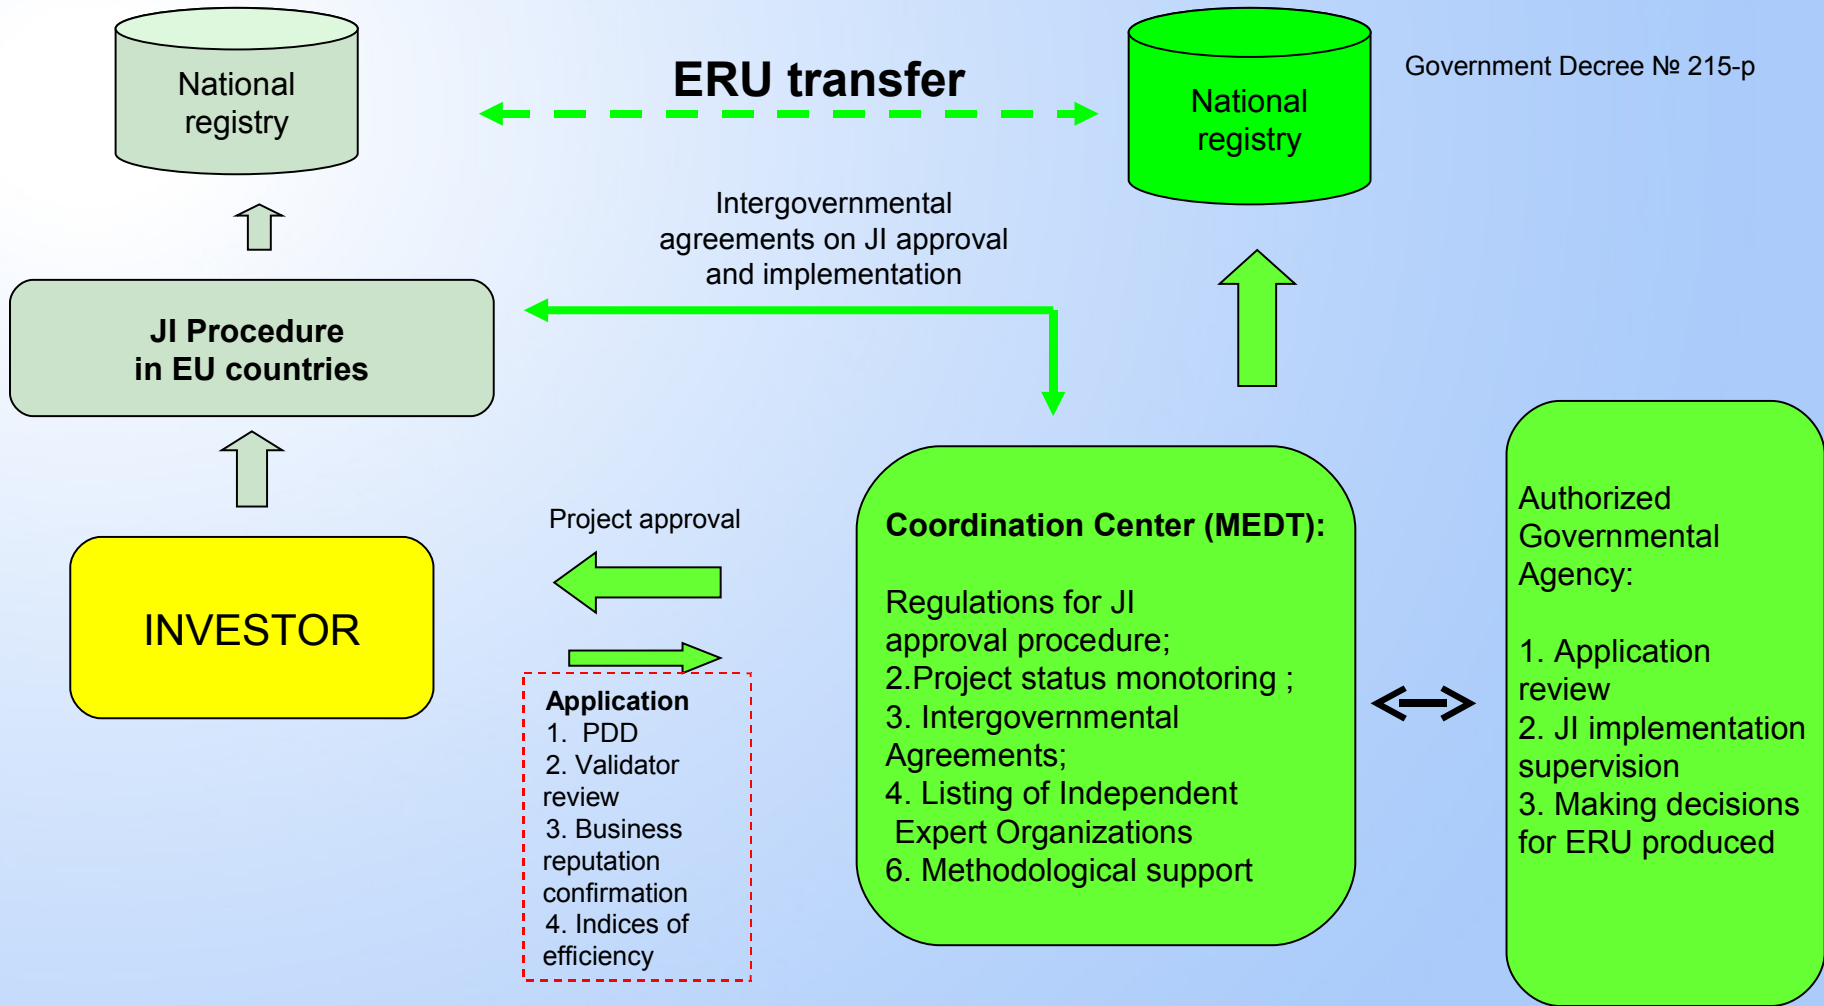 National
registry
ERU transfer
National
registry
Government Decree № 215-p
Intergovernmental
agreements on JI approval
and implementation
JI Procedure
in EU countries
Project approval
INVESTOR
Application
1. PDD
2. Validator
review
3. Business
reputation
confirmation
4. Indices of
efficiency
Coordination Center (MEDT):
Regulations for JI
approval procedure;
2.Project status monotoring ;
3. Intergovernmental
Agreements;
4. Listing of Independent
Expert Organizations
6. Methodological support
Authorized
Governmental
Agency:
1. Application
review
2. JI implementation
supervision
3. Making decisions
for ERU produced